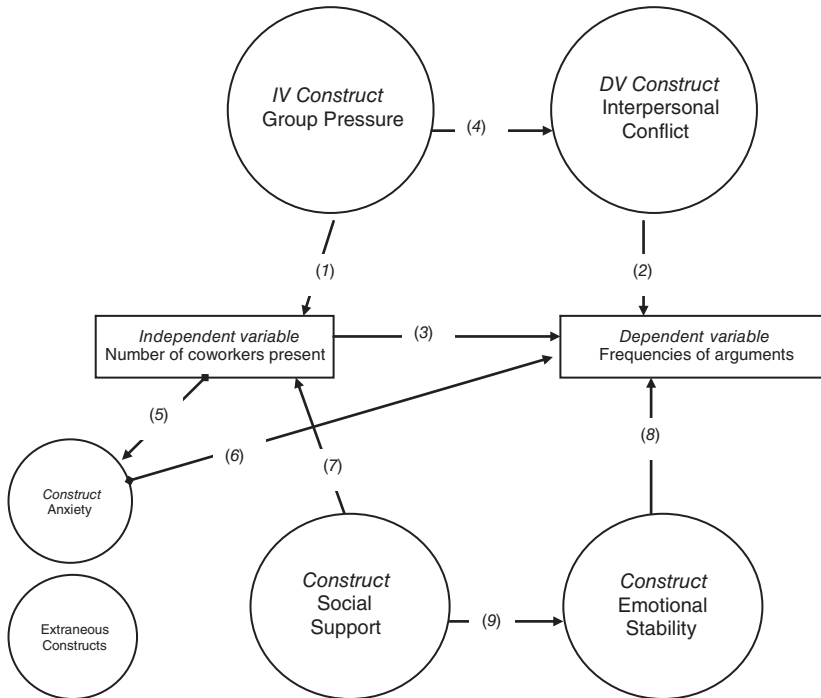 IV Construct
Group Pressure
(4)
DV Construct
Interpersonal
Conflict
(1)
(2)
Independent variable
Number of coworkers present
(3)
Dependent variable
Frequencies of arguments
(5)
(6)
(7)
(8)
Construct
Anxiety
Construct
Social
Support
(9)
Construct
Emotional
Stability
Extraneous
Constructs